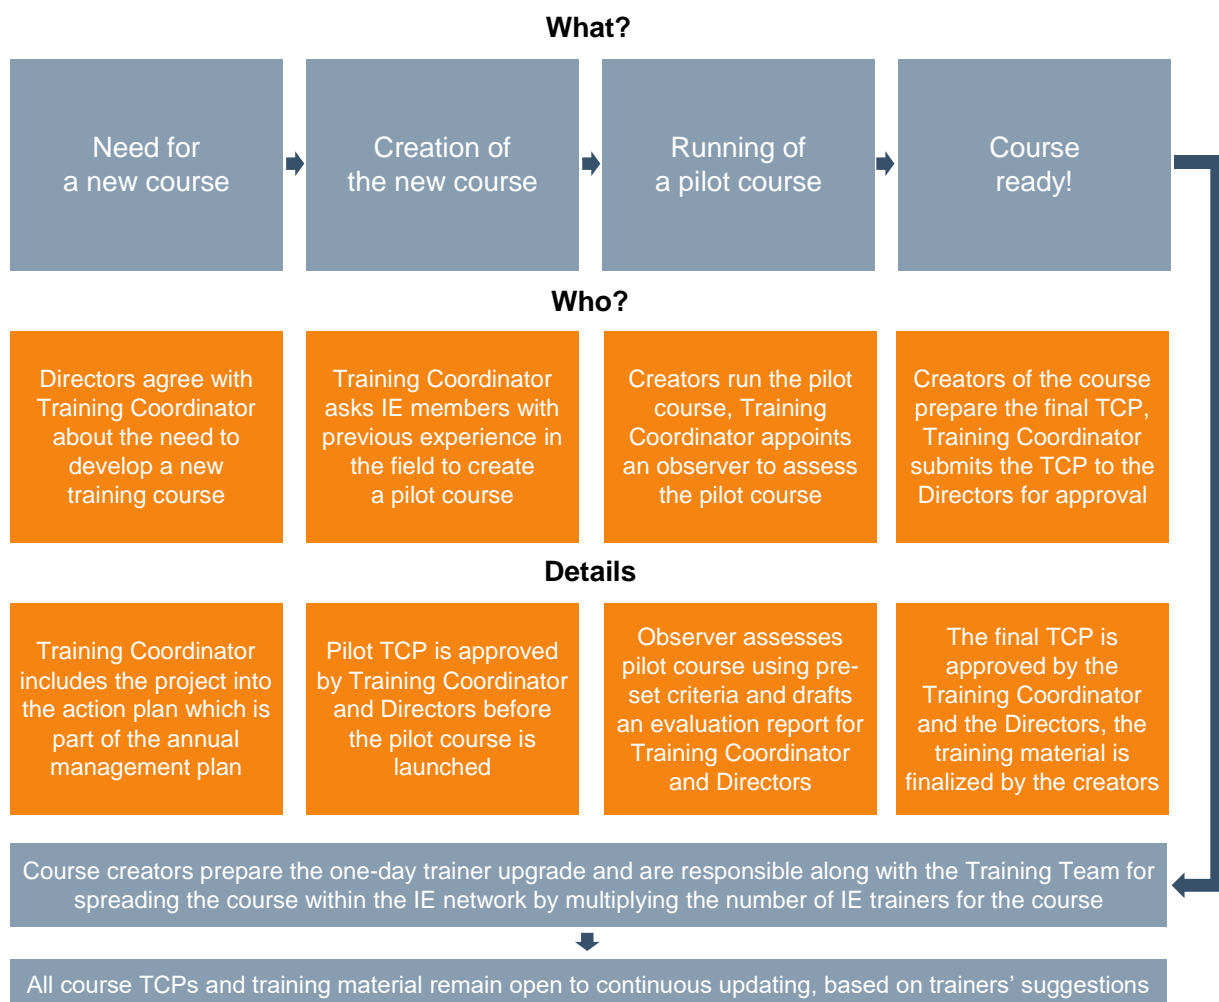 What?
Need for
a new course
Creation of
the new course
Running of
a pilot course
Course
ready!
Who?
Directors agree with
Training Coordinator
about the need to
develop a new
training course
Training Coordinator
asks IE members with
previous experience in
the field to create
a pilot course
Creators run the pilot
course, Training
Coordinator appoints
an observer to assess
the pilot course
Creators of the course
prepare the final TCP,
Training Coordinator
submits the TCP to the
Directors for approval
Details
Training Coordinator
includes the project into
the action plan which is
part of the annual
management plan
Pilot TCP is approved
by Training Coordinator
and Directors before
the pilot course is
launched
Observer assesses
pilot course using pre-
set criteria and drafts
an evaluation report for
Training Coordinator
and Directors
The final TCP is
approved by the
Training Coordinator
and the Directors, the
training material is
finalized by the creators
Course creators prepare the one-day trainer upgrade and are responsible along with the Training Team for
spreading the course within the IE network by multiplying the number of IE trainers for the course
All course TCPs and training material remain open to continuous updating, based on trainers’ suggestions